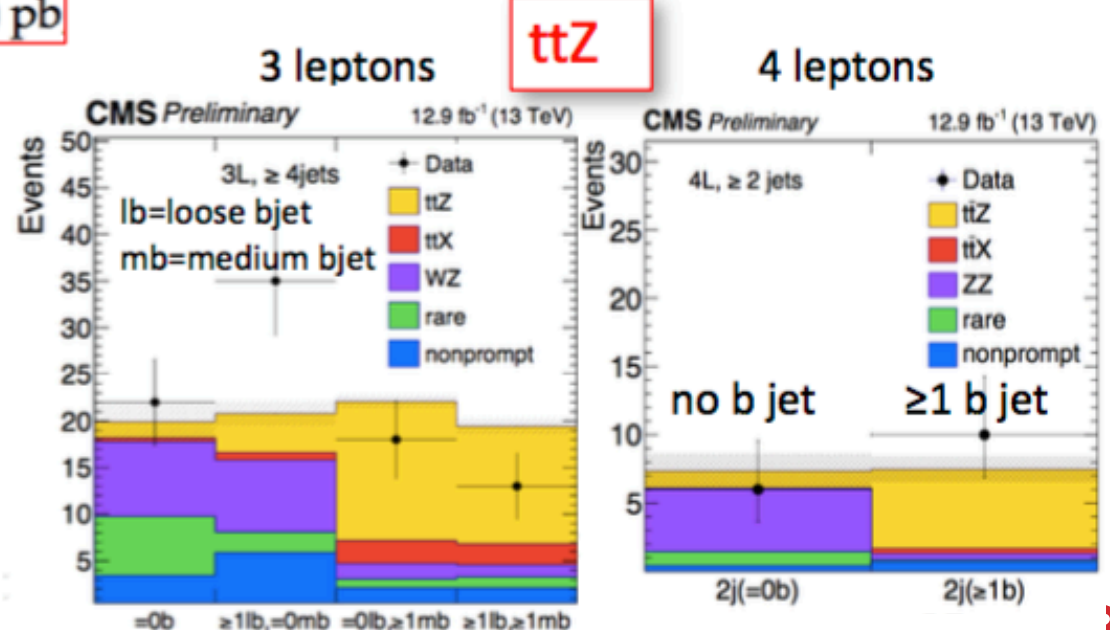 pb
ttZ
3 leptons
4 leptons
CMS Preliminary
12.9 fb⁻¹ (13 TeV)
Events
50
45
40
35
30
25
20
15
10
5
3L, ≥ 4jets
lb=loose bjet
mb=medium bjet
Data
ttZ
ttX
WZ
rare
nonprompt
=0b
≥1lb,=0mb
=0lb,≥1mb
≥1lb,≥1mb
CMS Preliminary
12.9 fb⁻¹ (13 TeV)
Events
30
25
20
15
10
5
4L, ≥ 2 jets
Data
tt̄Z
tt̄X
ZZ
rare
nonprompt
no b jet
≥1 b jet
2j(=0b)
2j(≥1b)